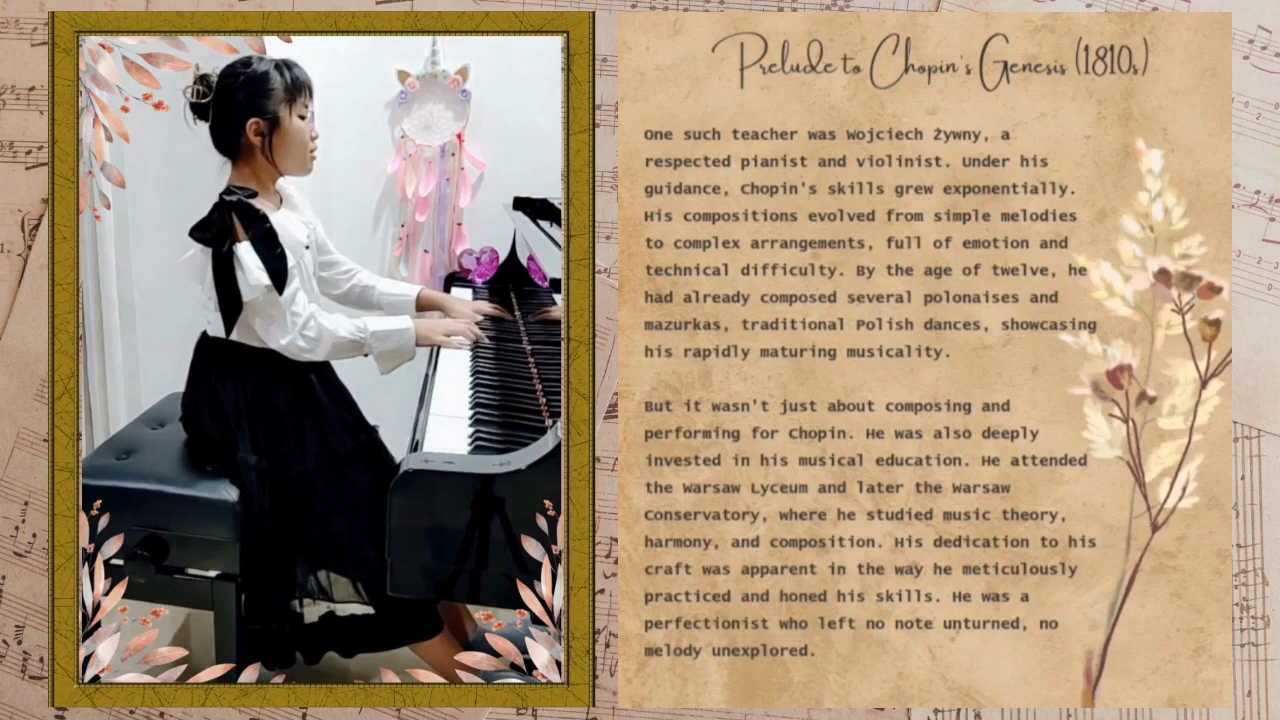 Prelude to Chopin's Genesis (1810s)
One such teacher was Wojciech Żywny, a
respected pianist and violinist. Under his
guidance, Chopin's skills grew exponentially.
His compositions evolved from simple melodies
to complex arrangements, full of emotion and
technical difficulty. By the age of twelve, he
had already composed several polonaises and
mazurkas, traditional Polish dances, showcasing
his rapidly maturing musicality.
But it wasn't just about composing and
performing for Chopin. He was also deeply
invested in his musical education. He attended
the Warsaw Lyceum and later the Warsaw
Conservatory, where he studied music theory,
harmony, and composition. His dedication to his
craft was apparent in the way he meticulously
practiced and honed his skills. He was a
perfectionist who left no note unturned, no
melody unexplored.